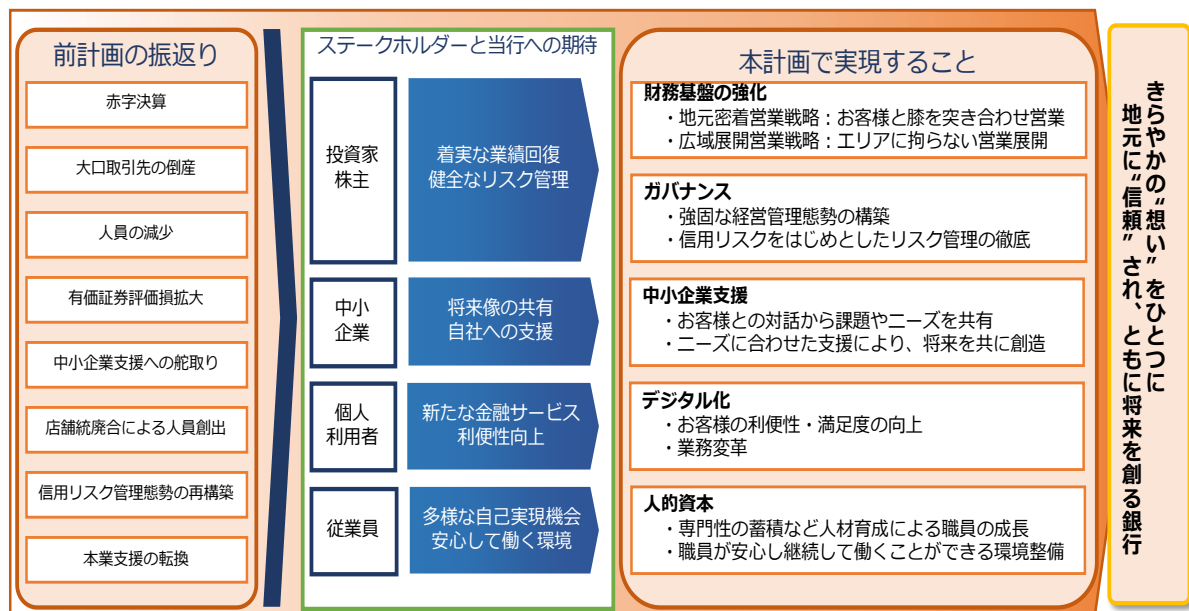 前計画の振返り
赤字決算
大口取引先の倒産
人員の減少
有価証券評価損拡大
中小企業支援への舵取り
店舗統廃合による人員創出
信用リスク管理態勢の再構築
本業支援の転換
ステークホルダーと当行への期待
投資家
株主
着実な業績回復
健全なリスク管理
中小
企業
将来像の共有
自社への支援
個人
利用者
新たな金融サービス
利便性向上
従業員
多様な自己実現機会
安心して働く環境
本計画で実現すること
財務基盤の強化
・地元密着営業戦略：お客様と膝を突き合わせ営業
・広域展開営業戦略：エリアに拘らない営業展開
ガバナンス
・強固な経営管理態勢の構築
・信用リスクをはじめとしたリスク管理の徹底
中小企業支援
・お客様との対話から課題やニーズを共有
・ニーズに合わせた支援により、将来を共に創造
デジタル化
・お客様の利便性・満足度の向上
・業務変革
人的資本
・専門性の蓄積など人材育成による職員の成長
・職員が安心し継続して働くことができる環境整備
きらやかの“想い”をひとつに
地元に“信頼”され、ともに将来を創る銀行